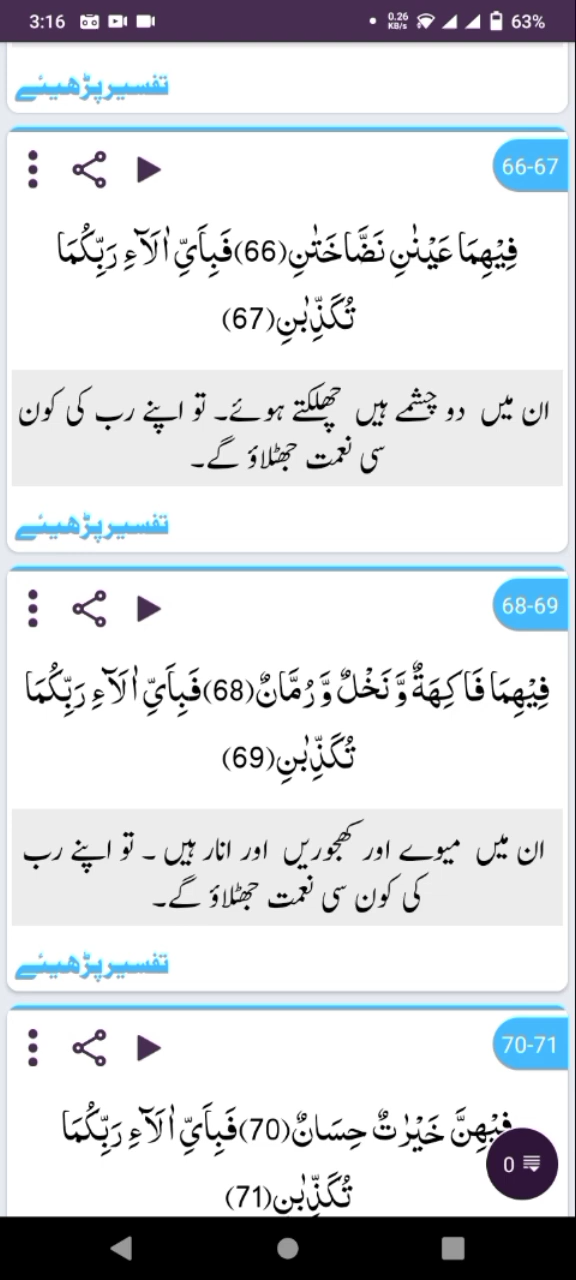 3:16 0.26 KB/s 63%
تفسیر پڑھیئے
66-67
فِیْهِمَا عَیْنٰنِ نَضَّاخَتٰنِ(66)فَبِاَیِّ اٰلَآءِ رَبِّكُمَا
تُكَذِّبٰنِ(67)
ان میں دو چشمے ہیں چھلکتے ہوئے۔ تو اپنے رب کی کون
سی نعمت جھٹلاؤ گے۔
تفسیر پڑھیئے
68-69
فِیْهِمَا فَاكِهَةٌ وَّ نَخْلٌ وَّ رُمَّانٌ(68)فَبِاَیِّ اٰلَآءِ رَبِّكُمَا
تُكَذِّبٰنِ(69)
ان میں میوے اور کھجوریں اور انار ہیں ۔ تو اپنے رب
کی کون سی نعمت جھٹلاؤ گے۔
تفسیر پڑھیئے
70-71
فِیْهِنَّ خَیْرٰتٌ حِسَانٌ(70)فَبِاَیِّ اٰلَآءِ رَبِّكُمَا
0
تُكَذِّبٰنِ(71)